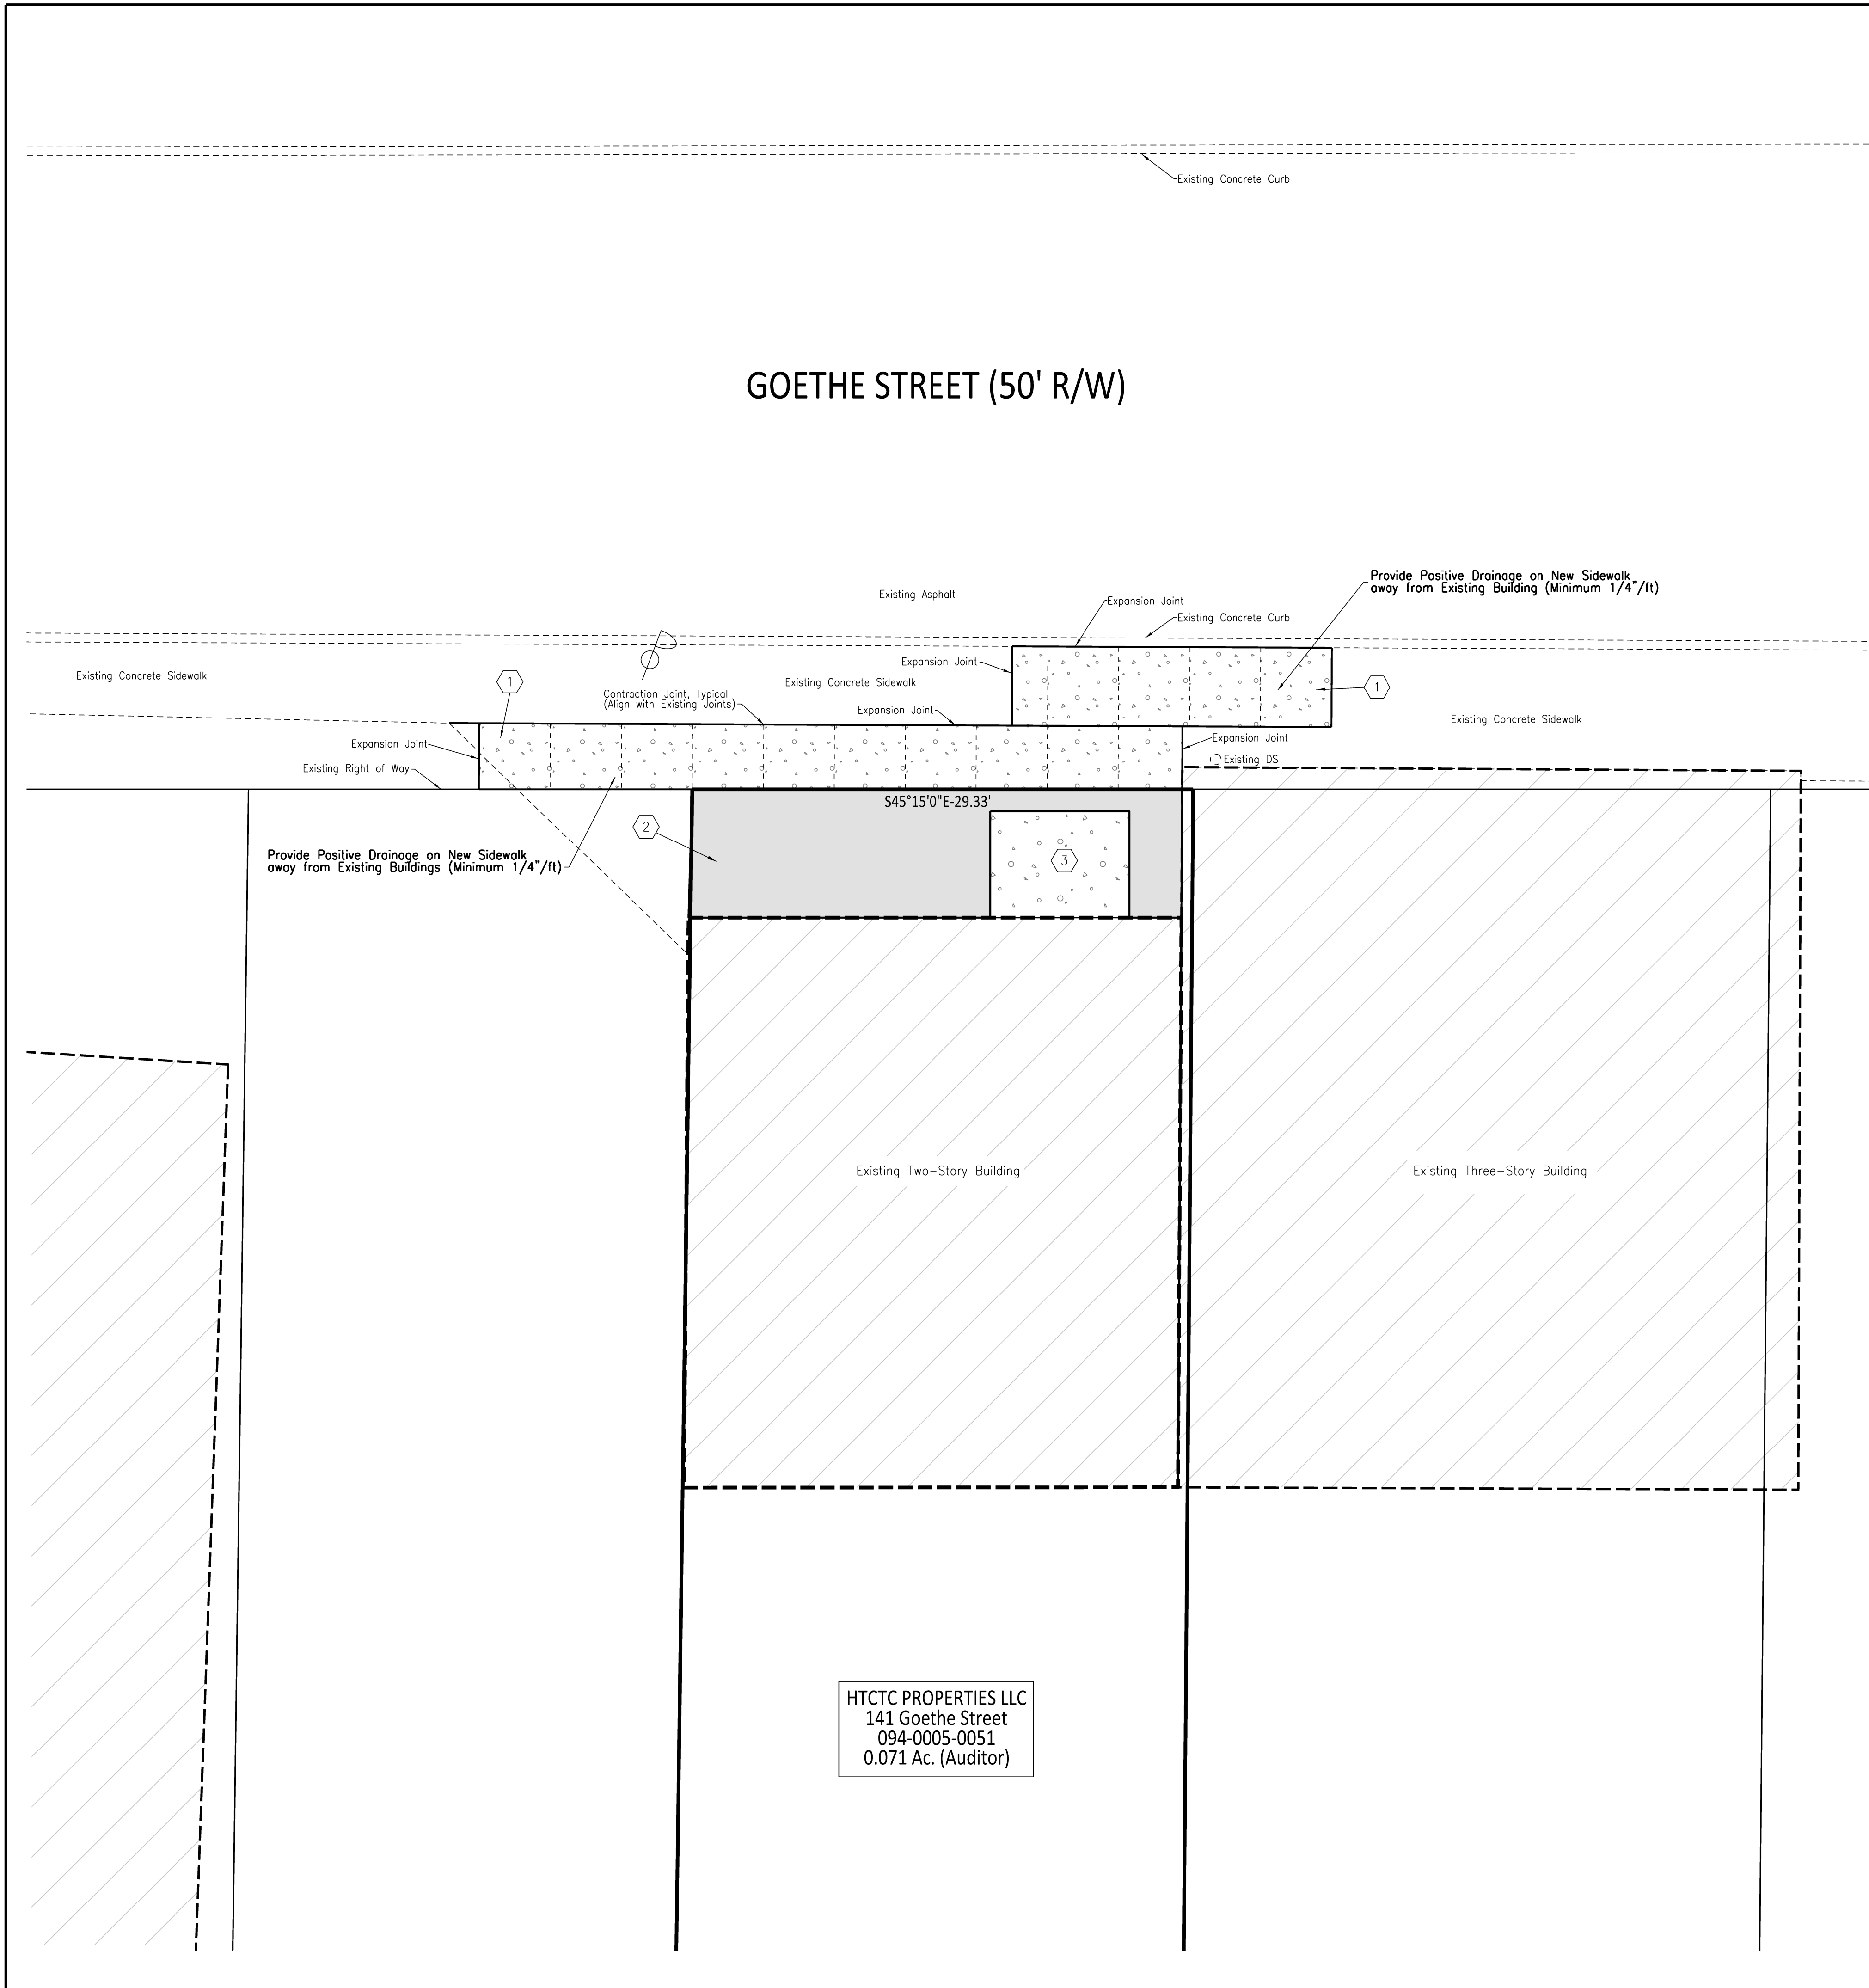 Existing Concrete Curb
GOETHE STREET (50' R/W)
Provide Positive Drainage on New Sidewalk
away from Existing Building (Minimum 1/4"/ft)
Existing Asphalt
Expansion Joint
Existing Concrete Curb
Expansion Joint
Existing Concrete Sidewalk
1
Existing Concrete Sidewalk
1
Contraction Joint, Typical
(Align with Existing Joints)
Expansion Joint
Existing Concrete Sidewalk
Expansion Joint
Expansion Joint
Existing DS
Existing Right of Way
S45°15'0"E-29.33'
2
3
Provide Positive Drainage on New Sidewalk
away from Existing Buildings (Minimum 1/4"/ft)
Existing Two-Story Building
Existing Three-Story Building
HTCTC PROPERTIES LLC
141 Goethe Street
094-0005-0051
0.071 Ac. (Auditor)